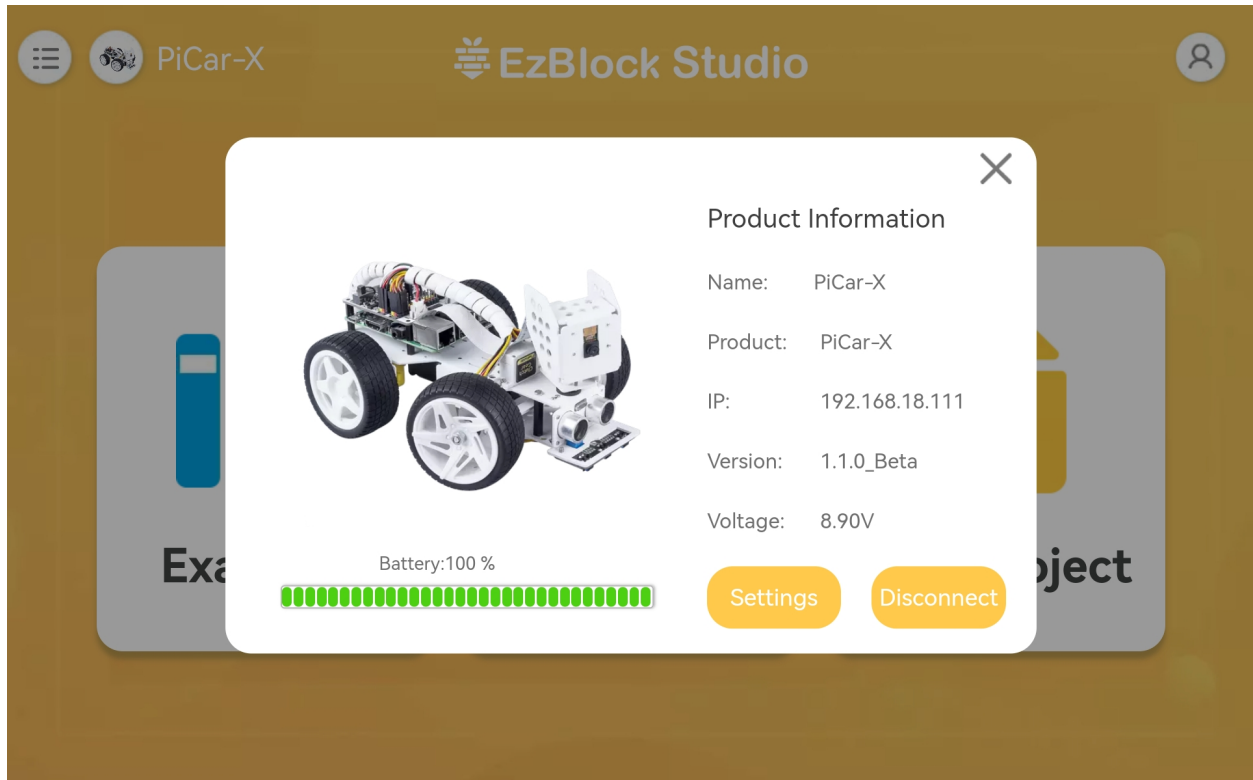 PiCar-X
EzBlock Studio
Product Information
Name: PiCar-X
Product: PiCar-X
IP: 192.168.18.111
Version: 1.1.0_Beta
Voltage: 8.90V
Battery:100 %
Settings
Disconnect
Exa
oject